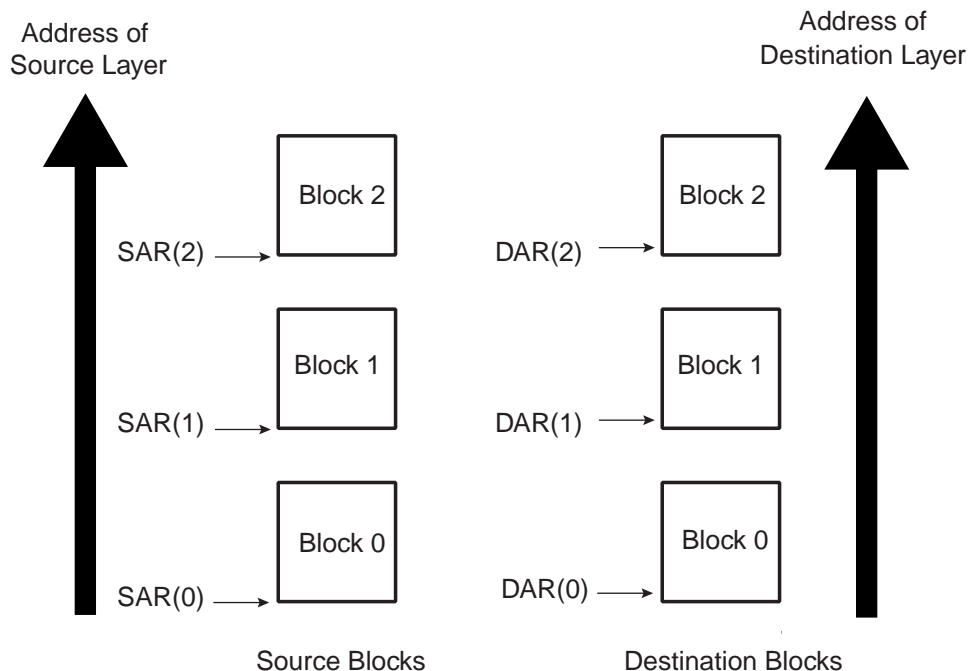 Address of
Source Layer
Address of
Destination Layer
Block 2
Block 2
SAR(2)
DAR(2)
Block 1
Block 1
SAR(1)
DAR(1)
Block 0
Block 0
SAR(0)
DAR(0)
Source Blocks
Destination Blocks